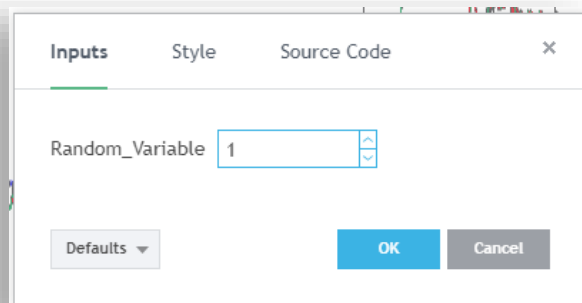 Inputs Style Source Code ×
Random_Variable 1
Defaults OK Cancel